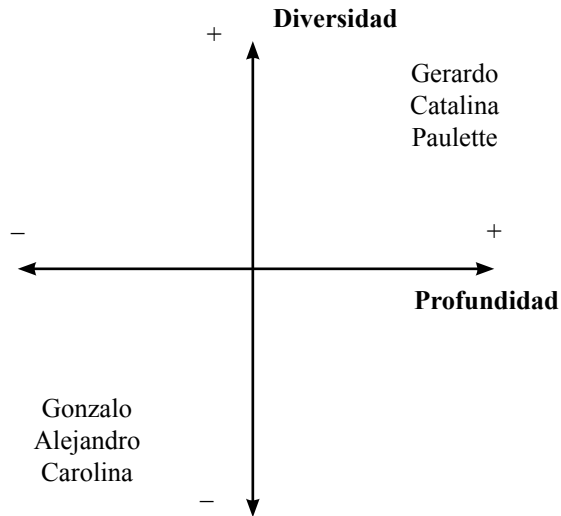 Diversidad
+
Gerardo
Catalina
Paulette
–
+
Profundidad
Gonzalo
Alejandro
Carolina
–